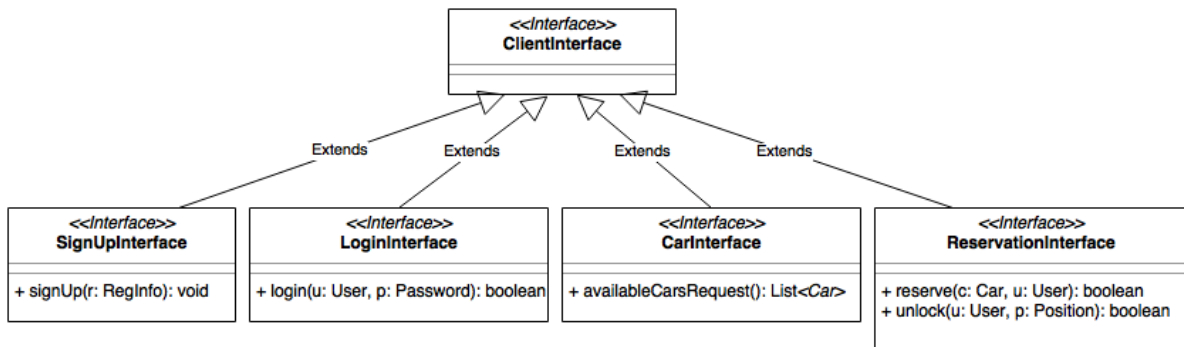 <<Interface>>
ClientInterface
Extends
Extends
Extends
Extends
<<Interface>>
SignUpInterface
+ signUp(r: RegInfo): void
<<Interface>>
LoginInterface
+ login(u: User, p: Password): boolean
<<Interface>>
CarInterface
+ availableCarsRequest(): List<Car>
<<Interface>>
ReservationInterface
+ reserve(c: Car, u: User): boolean
+ unlock(u: User, p: Position): boolean